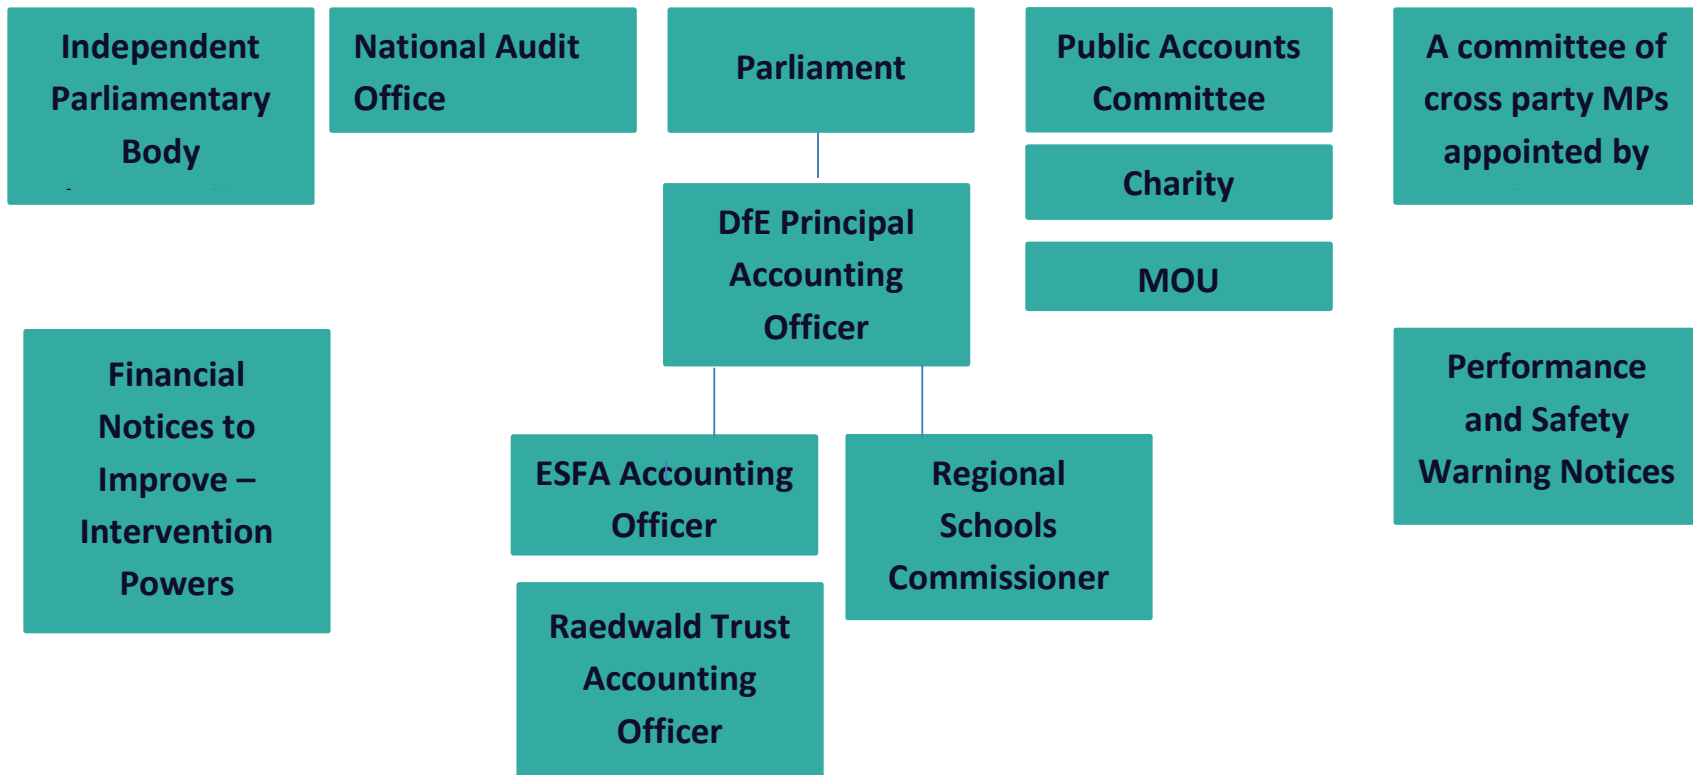 Independent
Parliamentary
Body
National Audit
Office
Parliament
Public Accounts
Committee
A committee of
cross party MPs
appointed by
Charity
MOU
DfE Principal
Accounting
Officer
Financial
Notices to
Improve –
Intervention
Powers
Performance
and Safety
Warning Notices
ESFA Accounting
Officer
Regional
Schools
Commissioner
Raedwald Trust
Accounting
Officer